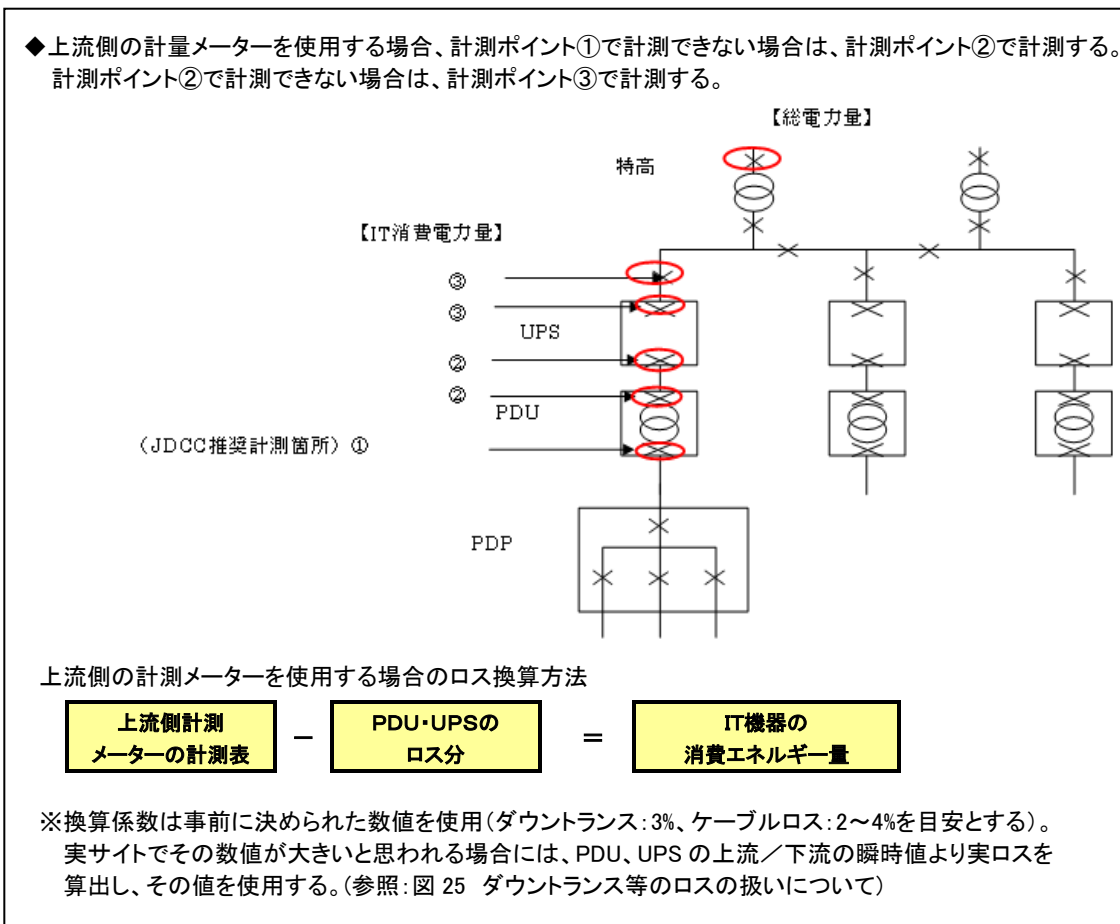 ◆上流側の計量メーターを使用する場合、計測ポイント①で計測できない場合は、計測ポイント②で計測する。
計測ポイント②で計測できない場合は、計測ポイント③で計測する。
【総電力量】
特高
【IT消費電力量】
③
③
UPS
②
②
PDU
（JDCC推奨計測箇所）①
PDP
上流側の計測メーターを使用する場合のロス換算方法
上流側計測
メーターの計測表
－
PDU・UPSの
ロス分
＝
IT機器の
消費エネルギー量
※換算係数は事前に決められた数値を使用（ダウントランス：3%、ケーブルロス：2～4%を目安とする）。
実サイトでその数値が大きいと思われる場合には、PDU、UPS の上流／下流の瞬時値より実ロスを
算出し、その値を使用する。（参照：図 25 ダウントランス等のロスの扱いについて）